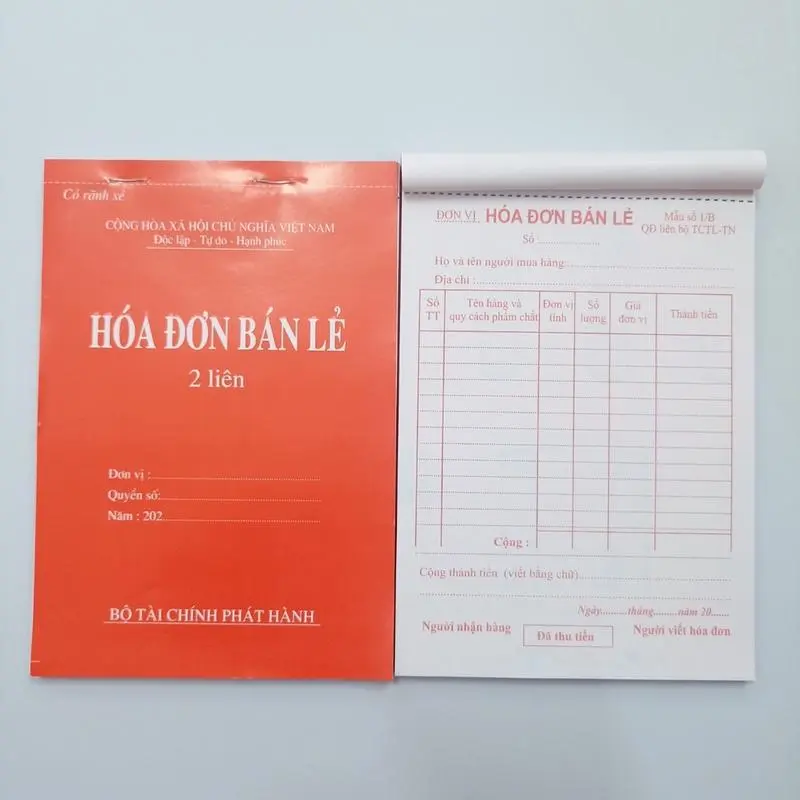 Có rãnh xé
CỘNG HÒA XÃ HỘI CHỦ NGHĨA VIỆT NAM
Độc lập - Tự do - Hạnh phúc
HÓA ĐƠN BÁN LẺ
2 liên
Đơn vị :
Quyển số:
Năm : 202
BỘ TÀI CHÍNH PHÁT HÀNH
ĐƠN VỊ HÓA ĐƠN BÁN LẺ Mẫu số 1/B
Số : QĐ liên bộ TCTL-TN
Họ và tên người mua hàng:
Địa chỉ :
Số TT
Tên hàng và quy cách phẩm chất
Đơn vị tính
Số lượng
Giá đơn vị
Thành tiền
Cộng :
Cộng thành tiền (viết bằng chữ)
Ngày.........tháng.........năm 20.......
Người nhận hàng
Đã thu tiền
Người viết hóa đơn